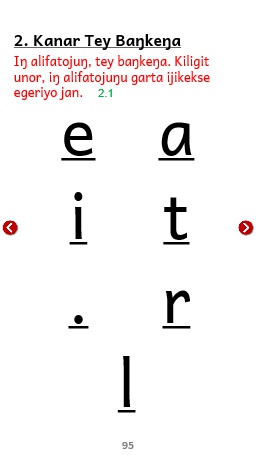 2. Kanar Tey Baŋkeŋa
Iŋ alifatojuŋ, tey baŋkeŋa. Kiligit
unor, iŋ alifatojuŋu garta ijikekse
egeriyo jan. 2.1
e a
i t
. r
l
95